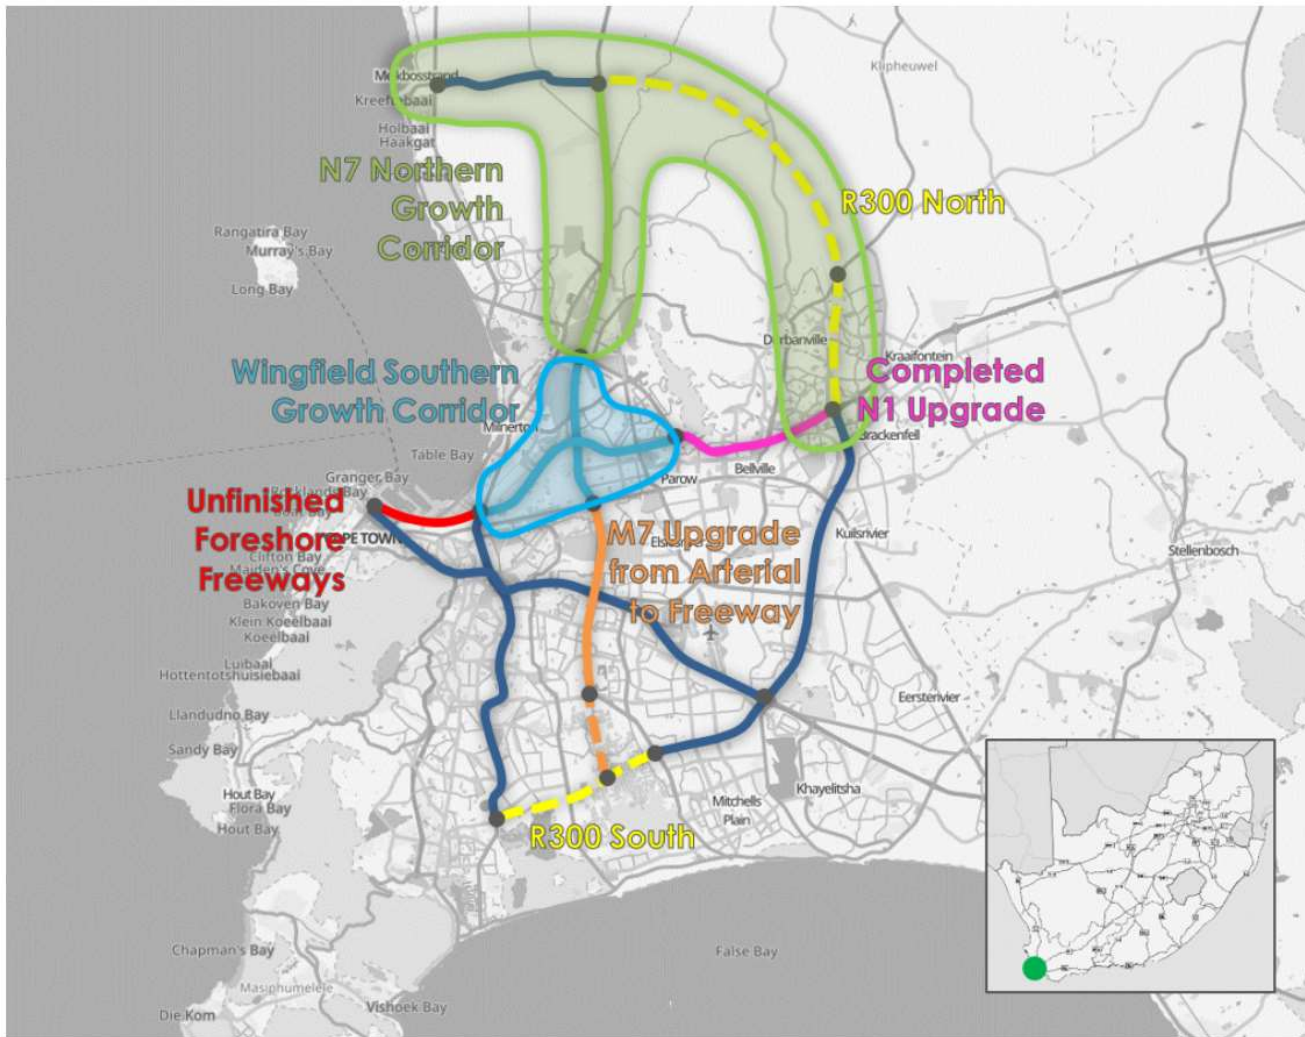 Klipheuwel
Melkbosstrand
Holbaai
Haakgat
N7 Northern
Growth
Corridor
R300 North
Rangatira Bay
Murray's Bay
Long Bay
Durbanville
Kraaifontein
Wingfield Southern
Growth Corridor
Completed
N1 Upgrade
Milnerton
Brackenfell
Table Bay
Bellville
Parow
Granger Bay
Unfinished
Foreshore
Freeways
M7 Upgrade
from Arterial
to Freeway
Kuilsrivier
Stellenbosch
Clifton Bay
Maiden's Cove
Bakoven Bay
Klein Koeelbaai
Koeelbaai
Luibaai
Hottentotshuisiebaai
Eersterivier
Llandudno Bay
Sandy Bay
Hout Bay
Flora Bay
Hout Bay
Khayelitsha
Mitchells
Plain
R300 South
Chapman's Bay
False Bay
Masiphumelele
Vishoek Bay
Die Kom